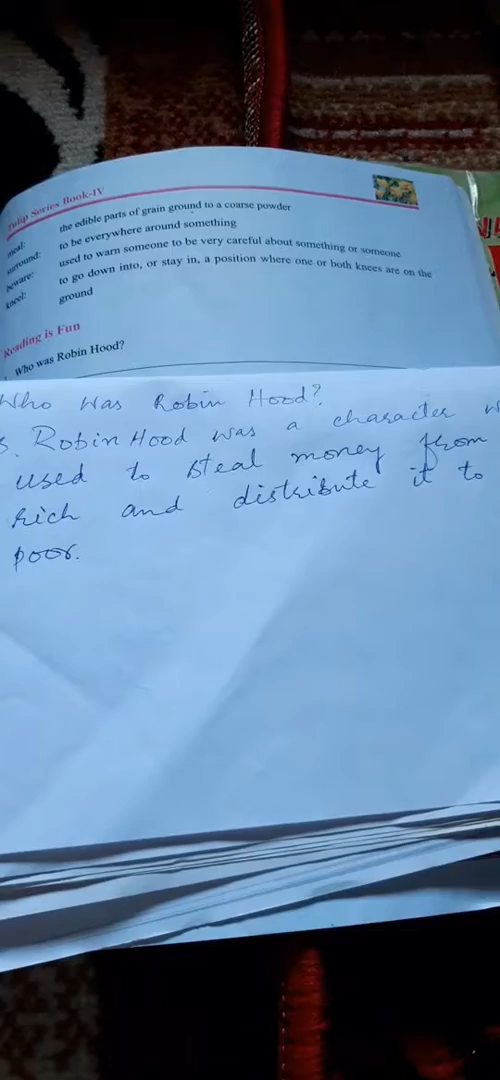 Tulip Series Book-IV
meal: the edible parts of grain ground to a coarse powder
surround: to be everywhere around something
beware: used to warn someone to be very careful about something or someone
kneel: to go down into, or stay in, a position where one or both knees are on the
ground
Reading is Fun
Who was Robin Hood?
Who was Robin Hood?
s. Robin Hood was a character w
used to steal money from
rich and distribute it to
poor.